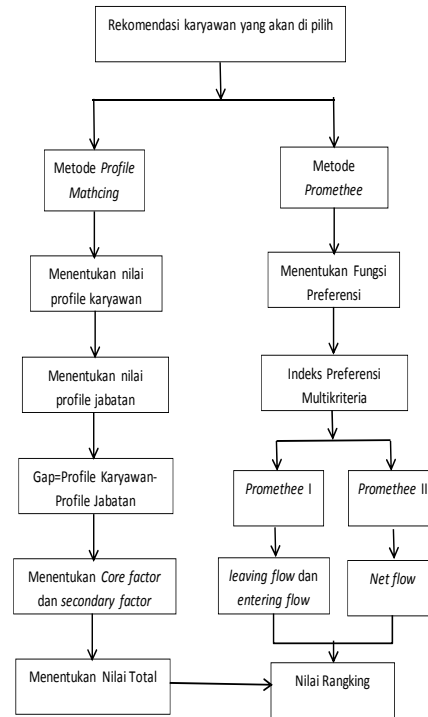 Rekomendasi karyawan yang akan di pilih
Metode Profile
Mathcing
Metode
Promethee
Menentukan nilai
profile karyawan
Menentukan Fungsi
Preferensi
Menentukan nilai
profile jabatan
Indeks Preferensi
Multikriteria
Gap=Profile Karyawan-
Profile Jabatan
Promethee I
Promethee II
Menentukan Core factor
dan secondary factor
leaving flow dan
entering flow
Net flow
Menentukan Nilai Total
Nilai Rangking